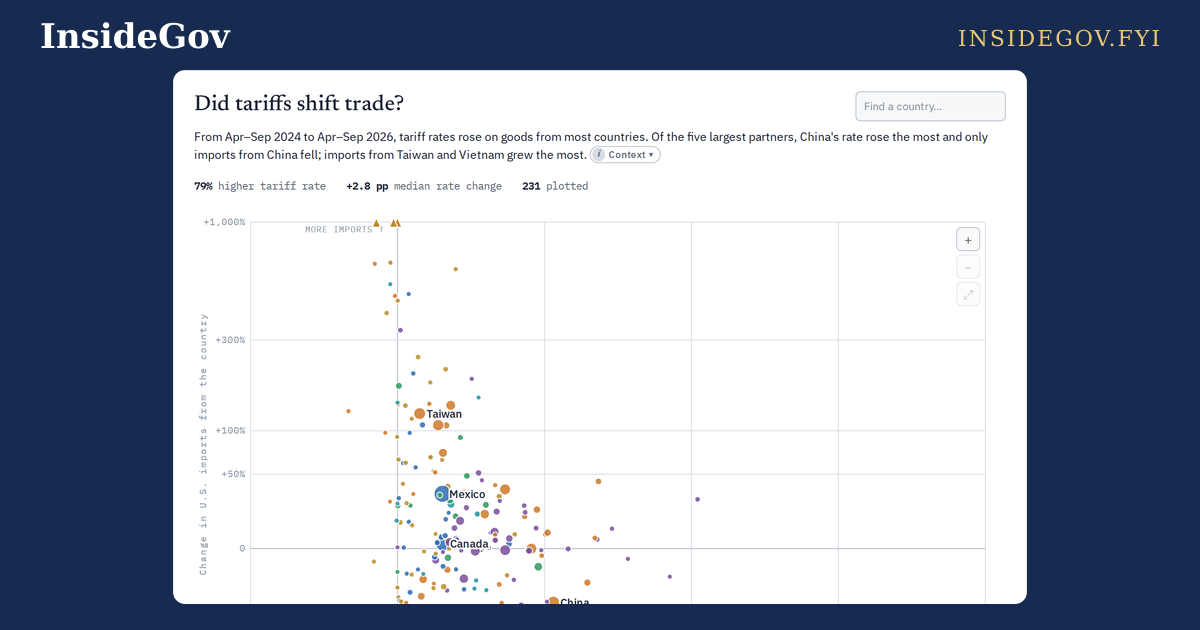 InsideGov
INSIDEGOV.FYI
Did tariffs shift trade?
Find a country...
From Apr–Sep 2024 to Apr–Sep 2026, tariff rates rose on goods from most countries. Of the five largest partners, China's rate rose the most and only
imports from China fell; imports from Taiwan and Vietnam grew the most. i Context ▾
79% higher tariff rate +2.8 pp median rate change 231 plotted
+1,000%
MORE IMPORTS ↑
+
−
+300%
Change in U.S. imports from the country
Taiwan
+100%
+50%
Mexico
Canada
0
China